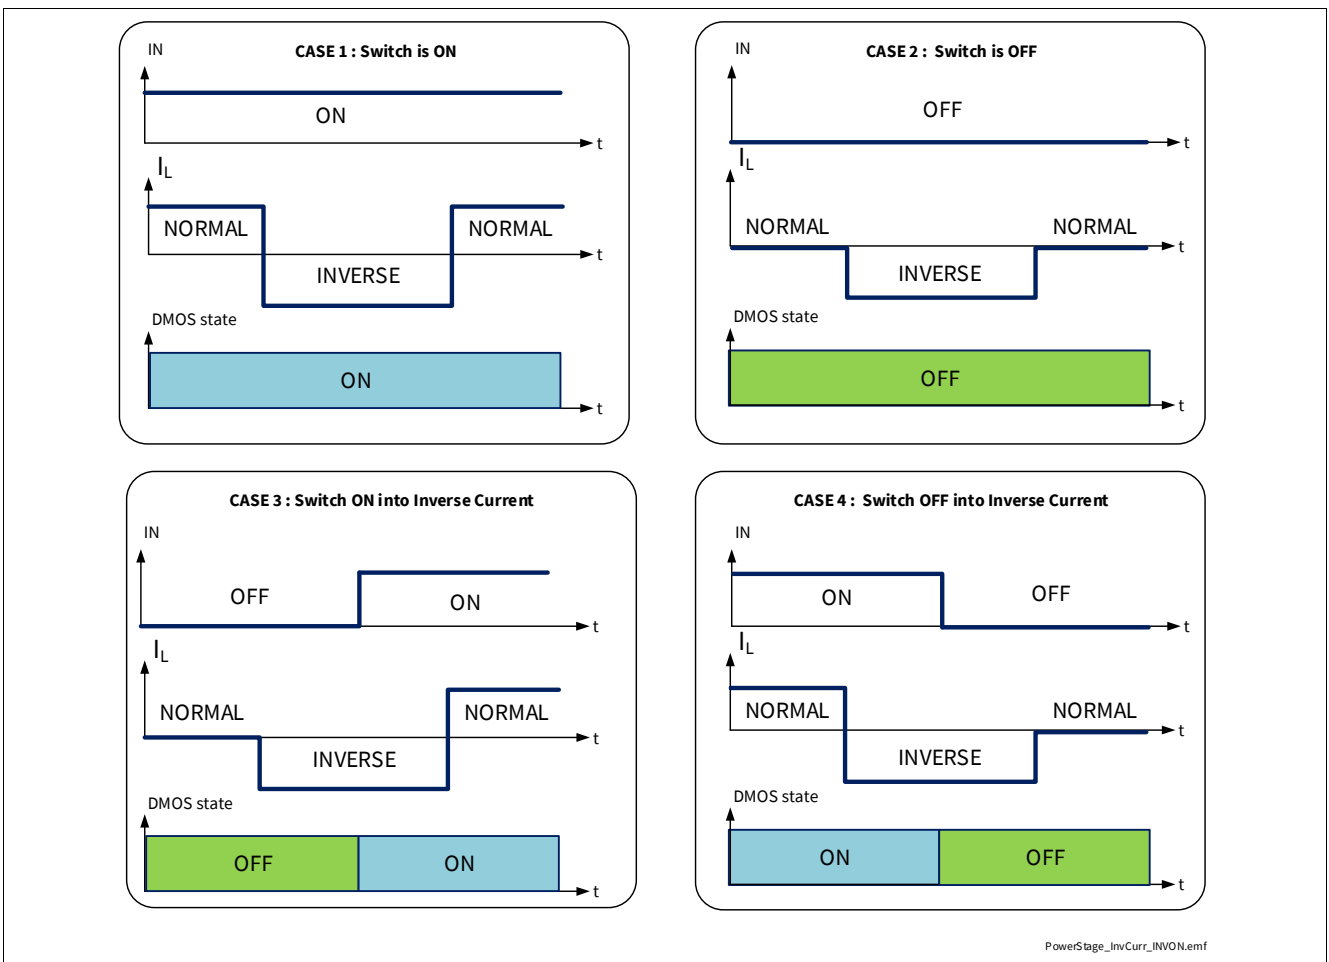 CASE 1 : Switch is ON
IN
ON
t
IL
NORMAL
NORMAL
INVERSE
t
DMOS state
ON
t
CASE 2 : Switch is OFF
IN
OFF
t
IL
NORMAL
NORMAL
INVERSE
t
DMOS state
OFF
t
CASE 3 : Switch ON into Inverse Current
IN
OFF
ON
t
IL
NORMAL
NORMAL
INVERSE
t
DMOS state
OFF
ON
t
CASE 4 : Switch OFF into Inverse Current
IN
ON
OFF
t
IL
NORMAL
NORMAL
INVERSE
t
DMOS state
ON
OFF
t
PowerStage_InvCurr_INVON.emf